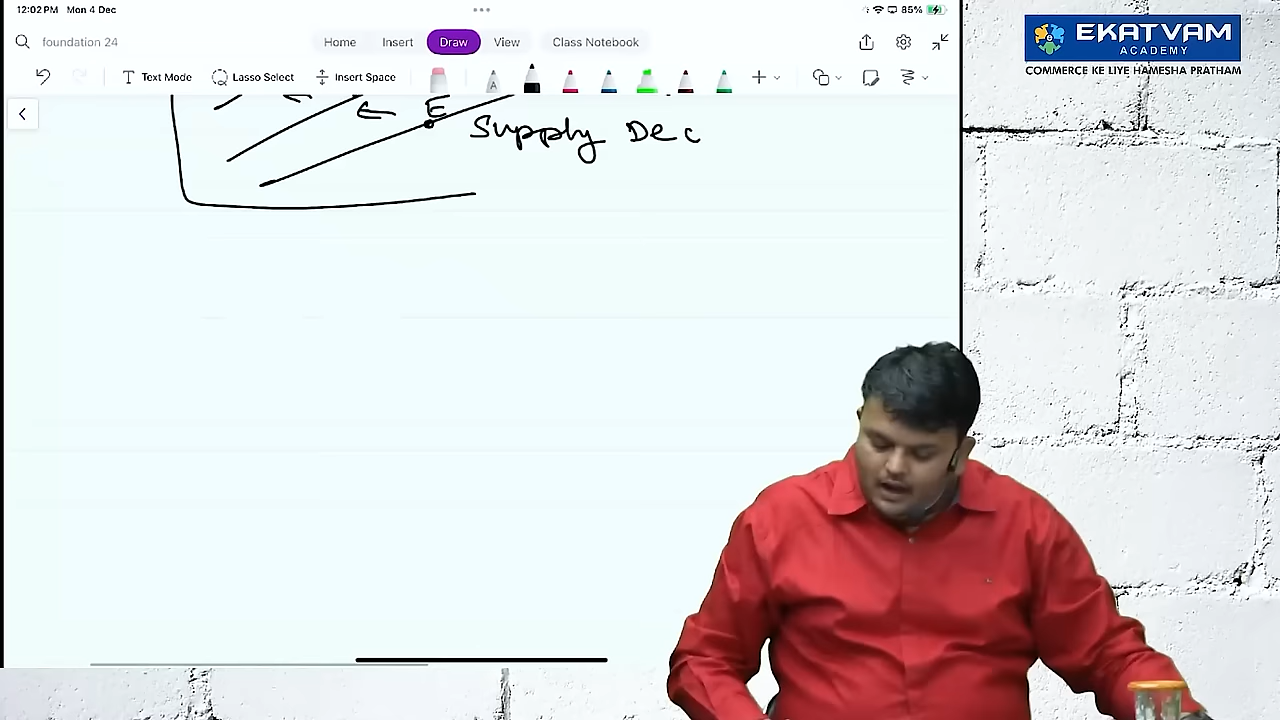 12:02 PM Mon 4 Dec
85%
foundation 24
Home Insert Draw View Class Notebook
Text Mode Lasso Select Insert Space
E
Supply Dec
EKATVAM
ACADEMY
COMMERCE KE LIYE HAMESHA PRATHAM